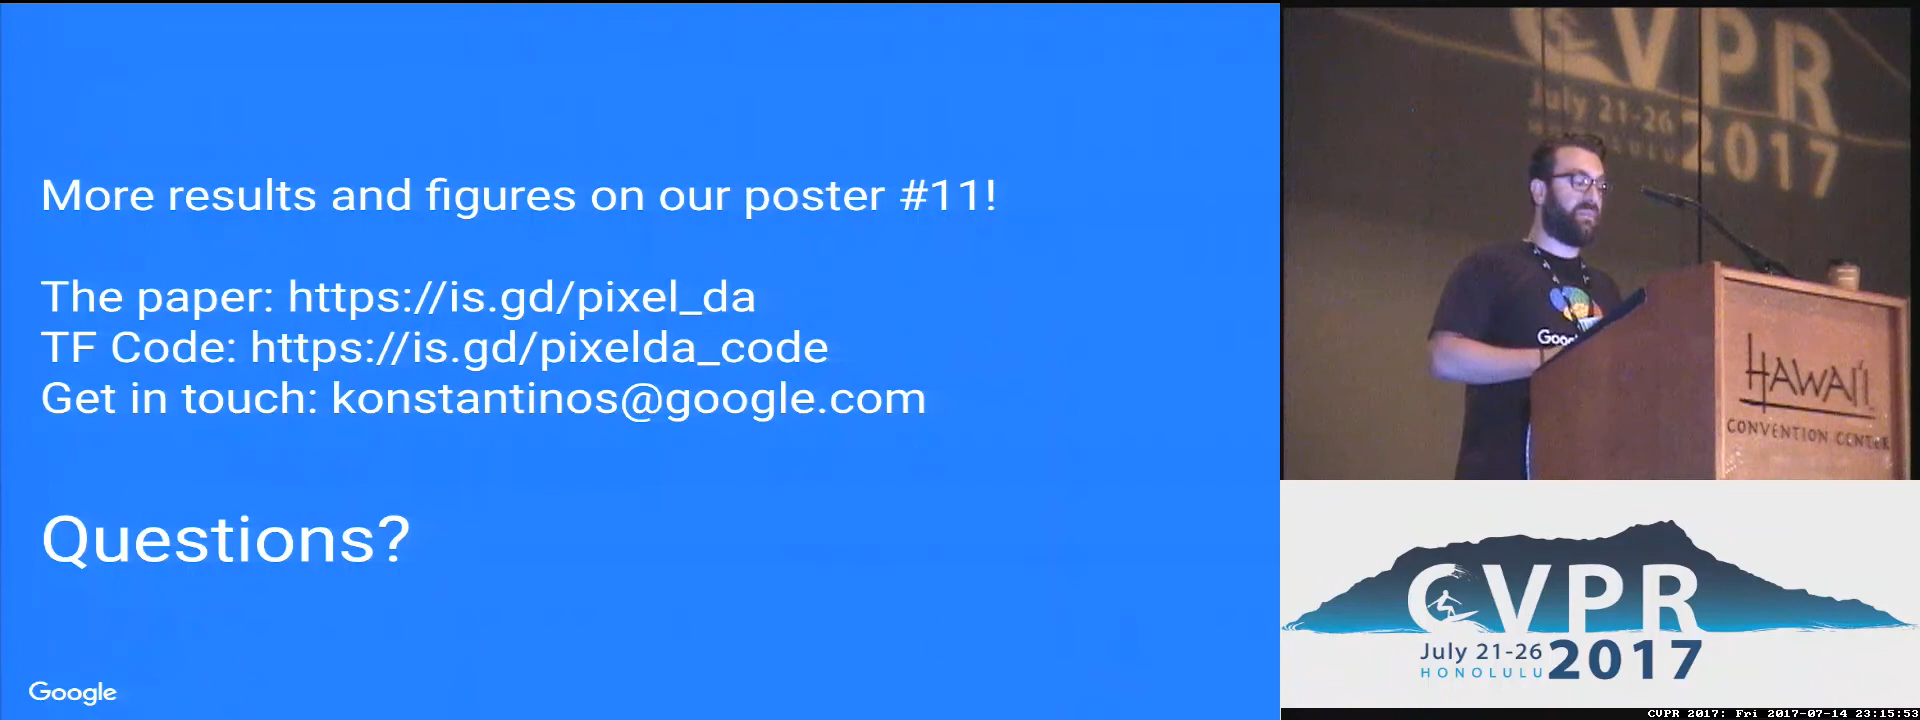 More results and figures on our poster #11!
The paper: https://is.gd/pixel_da
TF Code: https://is.gd/pixelda_code
Get in touch: konstantinos@google.com
Questions?
Google
CVPR
July 21-26
HONOLULU
2017
Goo
HAWAI'I
CONVENTION CENTER
CVPR
July 21-26
HONOLULU
2017
CVPR 2017: Fri 2017-07-14 23:15:53